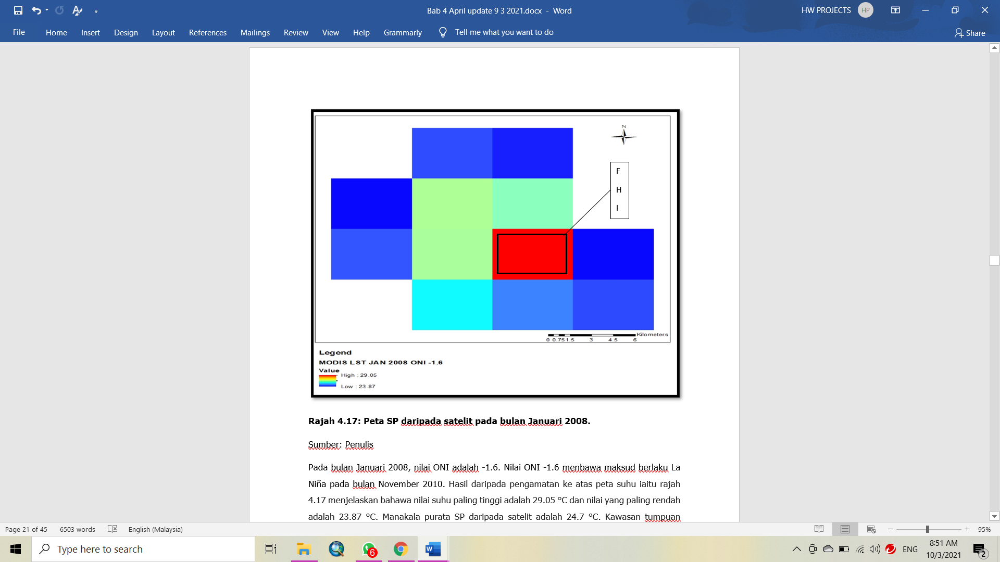 Bab 4 April update 9 3 2021.docx - Word
HW PROJECTS
HP
File Home Insert Design Layout References Mailings Review View Help Grammarly Tell me what you want to do
Share
N
F
H
I
Kilometers
0 0.75 1.5 3 4.5 6
Legend
MODIS LST JAN 2008 ONI -1.6
Value
High : 29.05
Low : 23.87
Rajah 4.17: Peta SP daripada satelit pada bulan Januari 2008.
Sumber: Penulis
Pada bulan Januari 2008, nilai ONI adalah -1.6. Nilai ONI -1.6 menbawa maksud berlaku La
Niña pada bulan November 2010. Hasil daripada pengamatan ke atas peta suhu iaitu rajah
4.17 menjelaskan bahawa nilai suhu paling tinggi adalah 29.05 °C dan nilai yang paling rendah
adalah 23.87 °C. Manakala purata SP daripada satelit adalah 24.7 °C. Kawasan tumpuan
Page 21 of 45 6503 words English (Malaysia) 95%
Type here to search
6
W
ENG
8:51 AM
10/3/2021
2